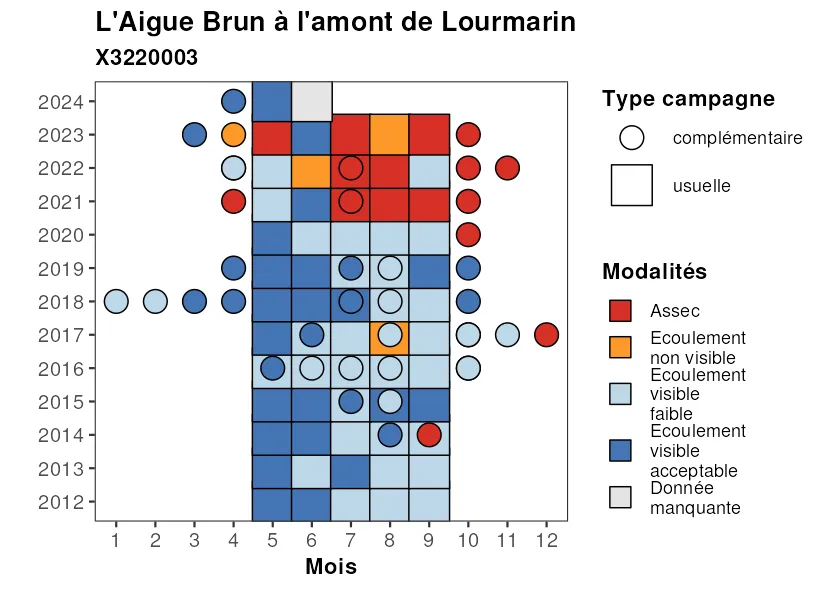 L'Aigue Brun à l'amont de Lourmarin
X3220003
2024
2023
2022
2021
2020
2019
2018
2017
2016
2015
2014
2013
2012
1 2 3 4 5 6 7 8 9 10 11 12
Mois
Type campagne
complémentaire
usuelle
Modalités
Assec
Ecoulement
non visible
Ecoulement
visible
faible
Ecoulement
visible
acceptable
Donnée
manquante